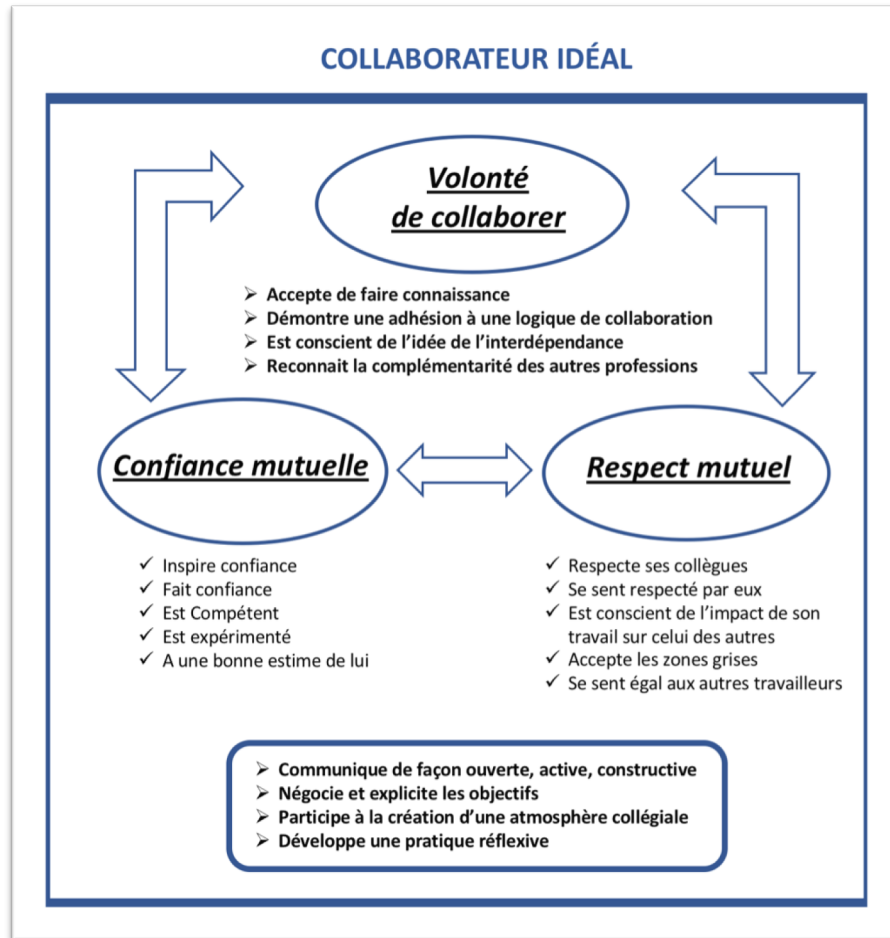 COLLABORATEUR IDÉAL
Volonté
de collaborer
➢ Accepte de faire connaissance
➢ Démontre une adhésion à une logique de collaboration
➢ Est conscient de l’idée de l’interdépendance
➢ Reconnait la complémentarité des autres professions
Confiance mutuelle
✓ Inspire confiance
✓ Fait confiance
✓ Est Compétent
✓ Est expérimenté
✓ A une bonne estime de lui
Respect mutuel
✓ Respecte ses collègues
✓ Se sent respecté par eux
✓ Est conscient de l’impact de son
travail sur celui des autres
✓ Accepte les zones grises
✓ Se sent égal aux autres travailleurs
➢ Communique de façon ouverte, active, constructive
➢ Négocie et explicite les objectifs
➢ Participe à la création d’une atmosphère collégiale
➢ Développe une pratique réflexive